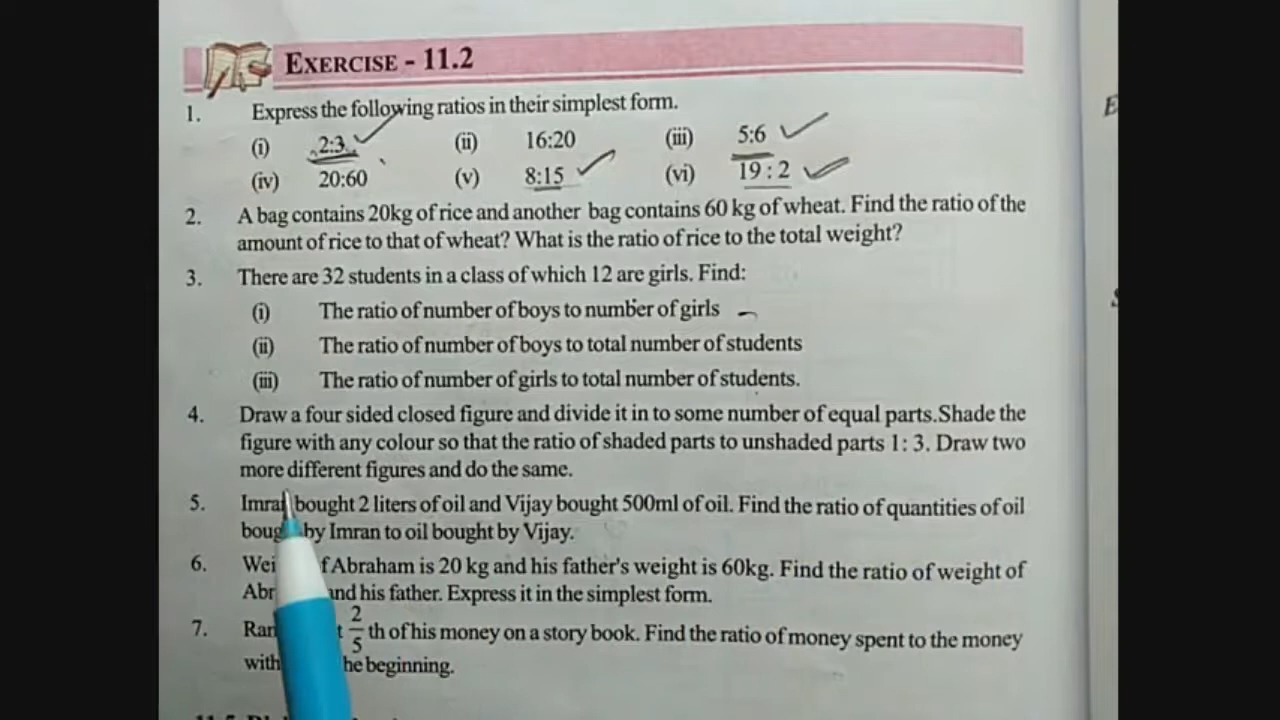 EXERCISE - 11.2
1. Express the following ratios in their simplest form.
(i) 2:3 (ii) 16:20 (iii) 5:6
(iv) 20:60 (v) 8:15 (vi) 19 : 2
2. A bag contains 20kg of rice and another bag contains 60 kg of wheat. Find the ratio of the
amount of rice to that of wheat? What is the ratio of rice to the total weight?
3. There are 32 students in a class of which 12 are girls. Find:
(i) The ratio of number of boys to number of girls
(ii) The ratio of number of boys to total number of students
(iii) The ratio of number of girls to total number of students.
4. Draw a four sided closed figure and divide it in to some number of equal parts.Shade the
figure with any colour so that the ratio of shaded parts to unshaded parts 1: 3. Draw two
more different figures and do the same.
5. Imran bought 2 liters of oil and Vijay bought 500ml of oil. Find the ratio of quantities of oil
by Imran to oil bought by Vijay.
6. Abraham is 20 kg and his father's weight is 60kg. Find the ratio of weight of
and his father. Express it in the simplest form.
7. 2/5 th of his money on a story book. Find the ratio of money spent to the money
beginning.
E